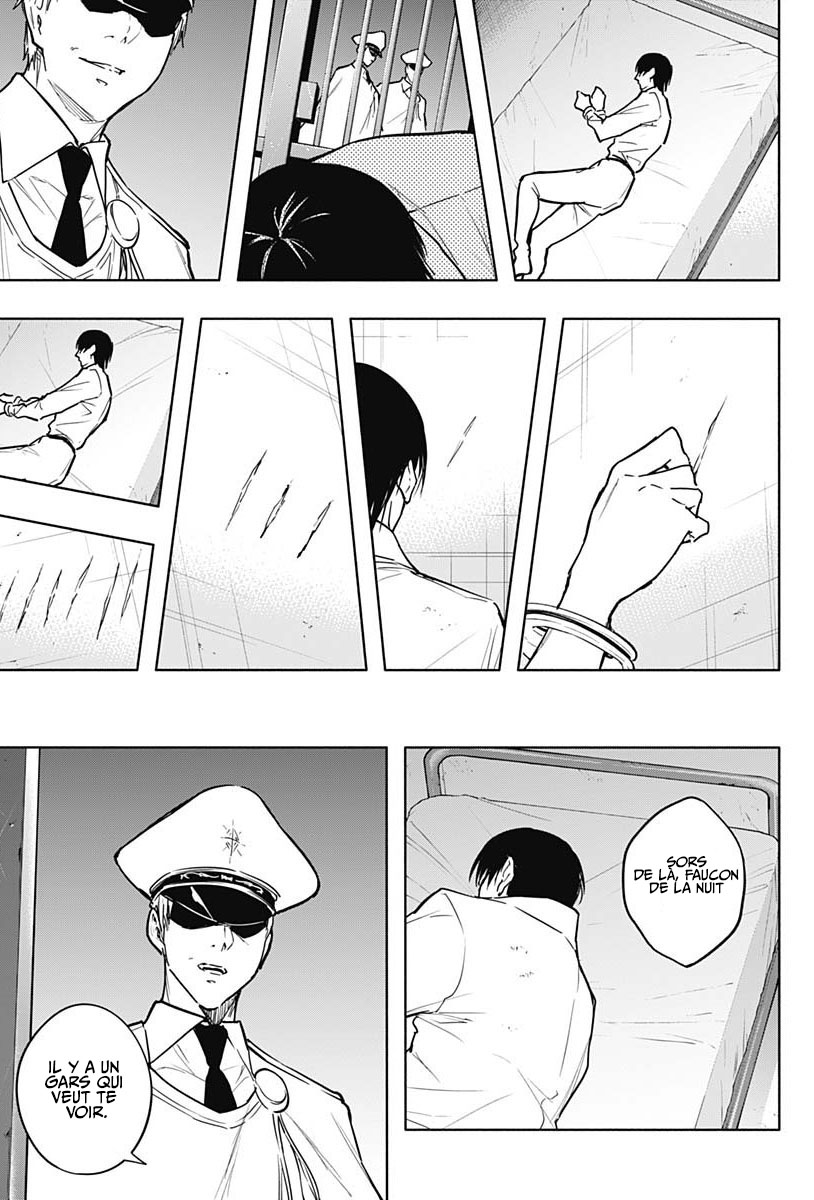 SORS
DE LÀ, FAUCON
DE LA NUIT
IL Y A UN
GARS QUI
VEUT TE
VOIR.